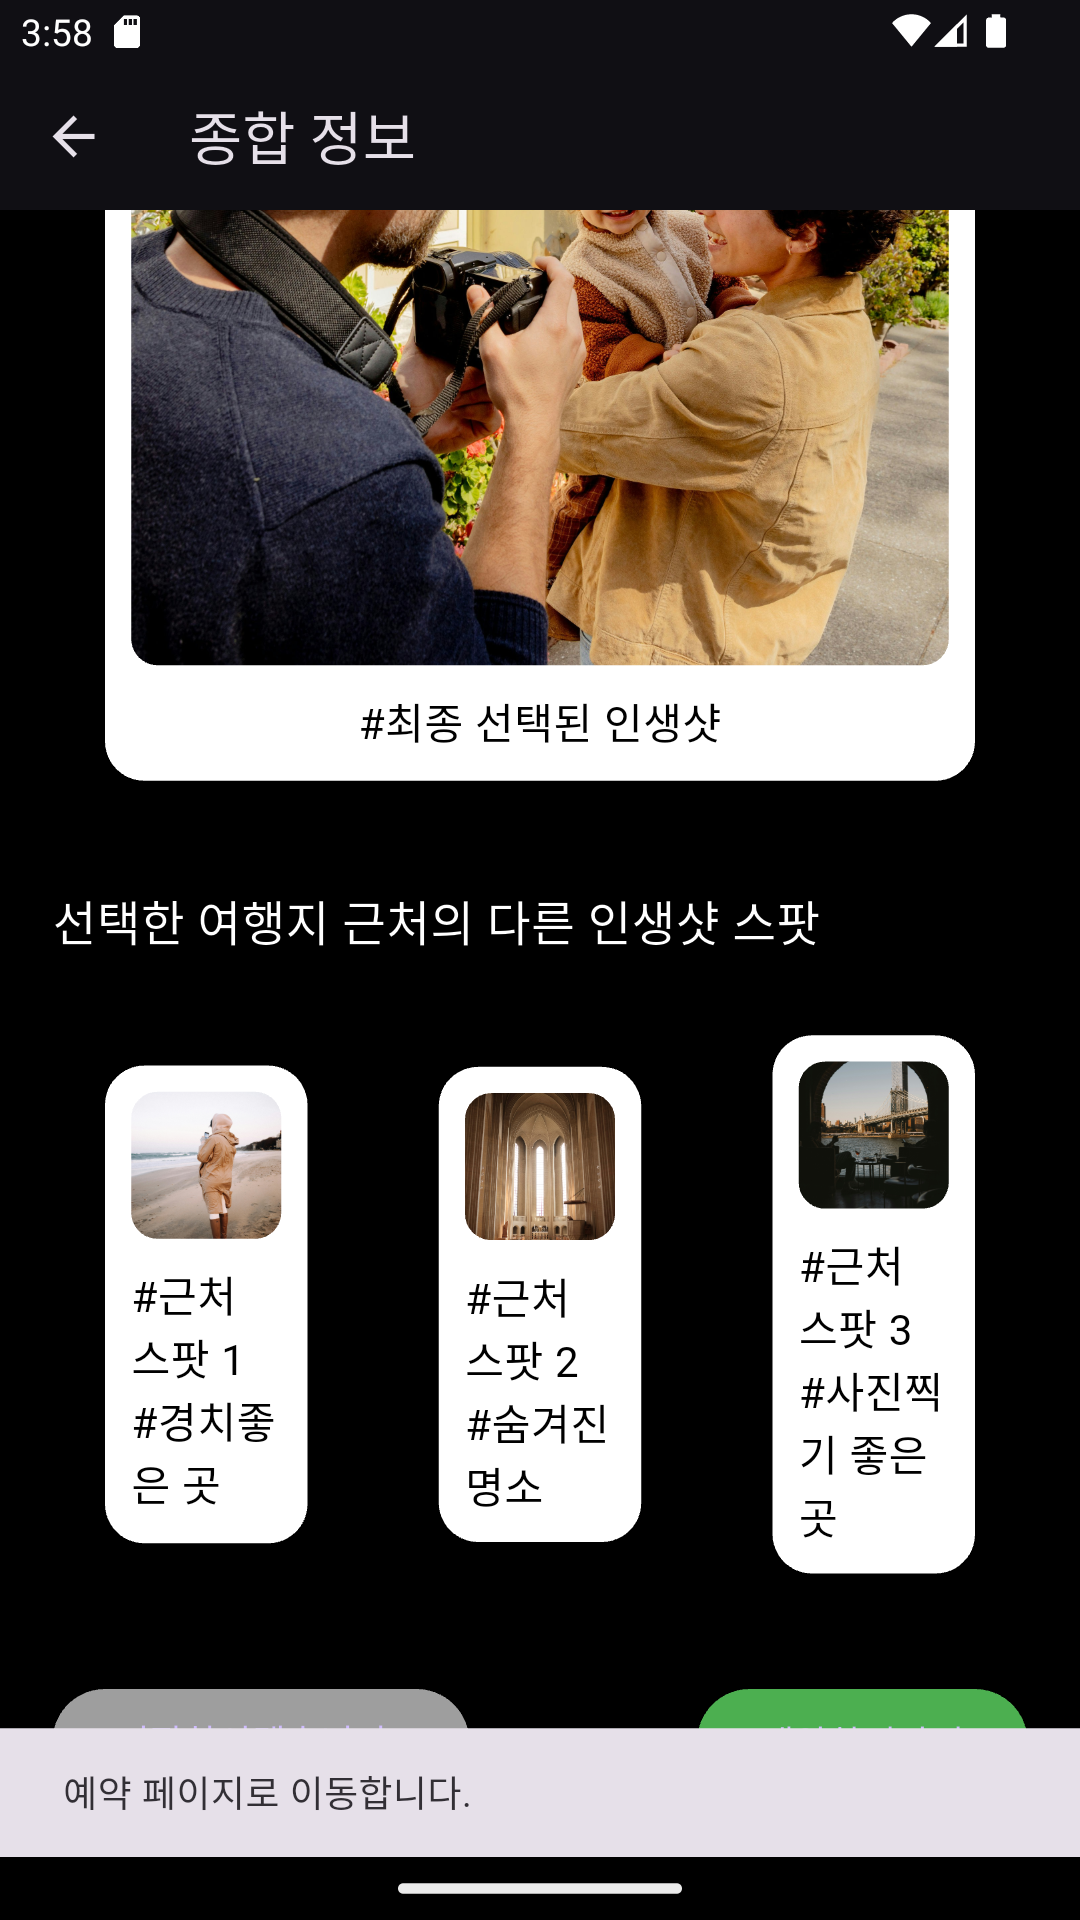 3:58
종합 정보
#최종 선택된 인생샷
선택한 여행지 근처의 다른 인생샷 스팟
#근처
스팟 1
#경치좋
은 곳
#근처
스팟 2
#숨겨진
명소
#근처
스팟 3
#사진찍
기 좋은
곳
예약 페이지로 이동합니다.